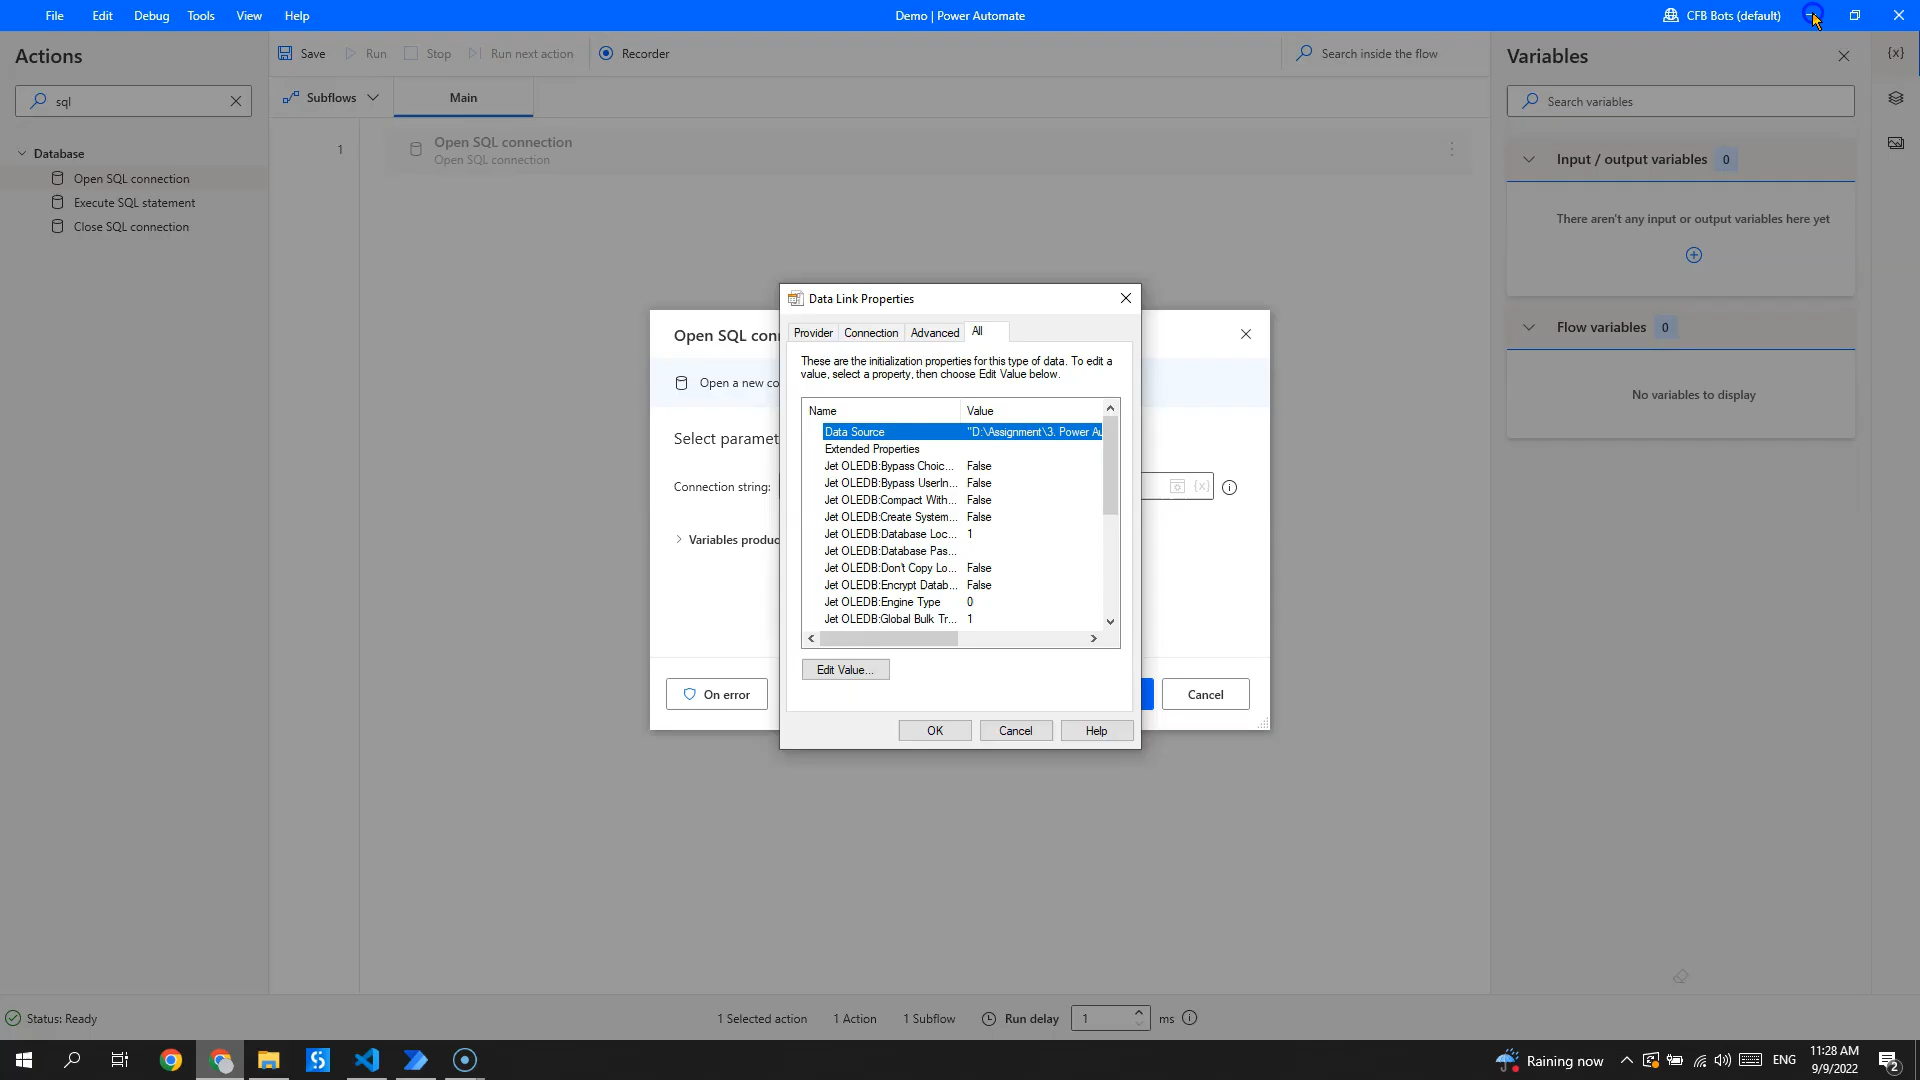 File Edit Debug Tools View Help
Demo | Power Automate
CFB Bots (default)
Actions
sql
Database
Open SQL connection
Execute SQL statement
Close SQL connection
Save Run Stop Run next action Recorder
Search inside the flow
Subflows Main
1
Open SQL connection
Open SQL connection
Variables
{x}
Search variables
Input / output variables 0
There aren't any input or output variables here yet
Flow variables 0
No variables to display
Open SQL con
Open a new co
Select paramet
Connection string:
{x}
Variables produc
On error
Cancel
Data Link Properties
Provider Connection Advanced All
These are the initialization properties for this type of data. To edit a
value, select a property, then choose Edit Value below.
Name Value
Data Source "D:\Assignment\3. Power Au
Extended Properties
Jet OLEDB:Bypass Choic... False
Jet OLEDB:Bypass UserIn... False
Jet OLEDB:Compact With... False
Jet OLEDB:Create System... False
Jet OLEDB:Database Loc... 1
Jet OLEDB:Database Pas...
Jet OLEDB:Don't Copy Lo... False
Jet OLEDB:Encrypt Datab... False
Jet OLEDB:Engine Type 0
Jet OLEDB:Global Bulk Tr... 1
Edit Value...
OK Cancel Help
Status: Ready
1 Selected action 1 Action 1 Subflow Run delay 1 ms
Raining now
ENG
11:28 AM
9/9/2022
2